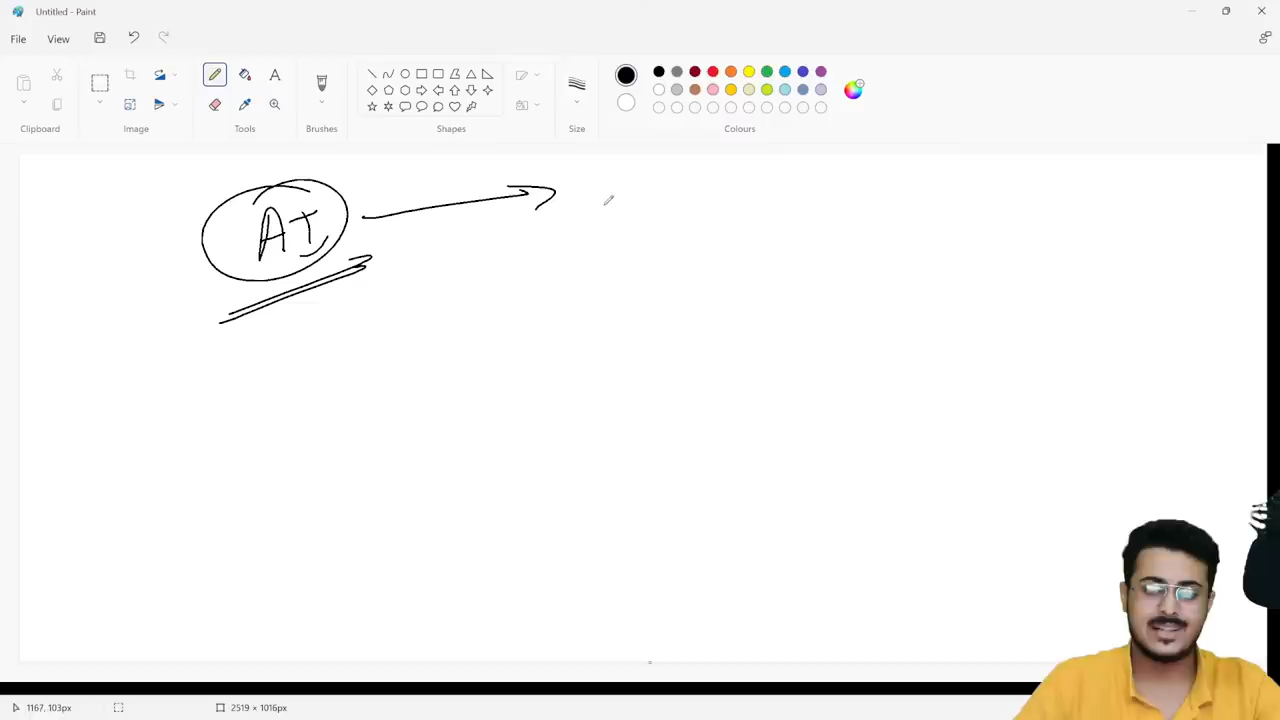 Untitled - Paint
File View
Clipboard Image Tools Brushes Shapes Size Colours
AI
1167, 103px 2519 × 1016px